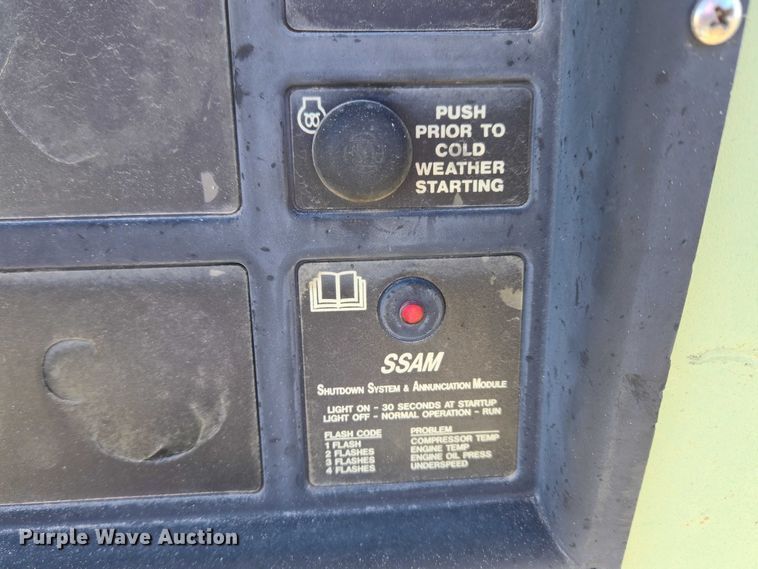 PUSH
PRIOR TO
COLD
WEATHER
STARTING
SSAM
SHUTDOWN SYSTEM & ANNUNCIATION MODULE
LIGHT ON - 30 SECONDS AT STARTUP
LIGHT OFF - NORMAL OPERATION - RUN
FLASH CODE PROBLEM
1 FLASH COMPRESSOR TEMP
2 FLASHES ENGINE TEMP
3 FLASHES ENGINE OIL PRESS
4 FLASHES UNDERSPEED
Purple Wave Auction